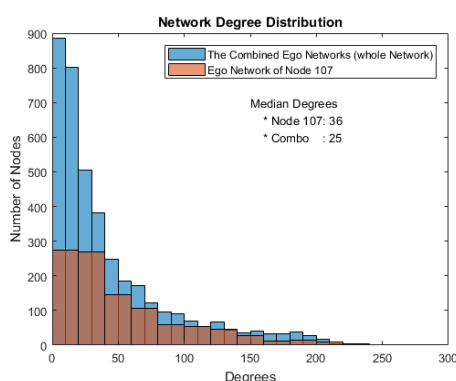 Network Degree Distribution
900
800
700
600
500
400
300
200
100
0
Number of Nodes
The Combined Ego Networks (whole Network)
Ego Network of Node 107
Median Degrees
* Node 107: 36
* Combo : 25
0 50 100 150 200 250 300
Degrees